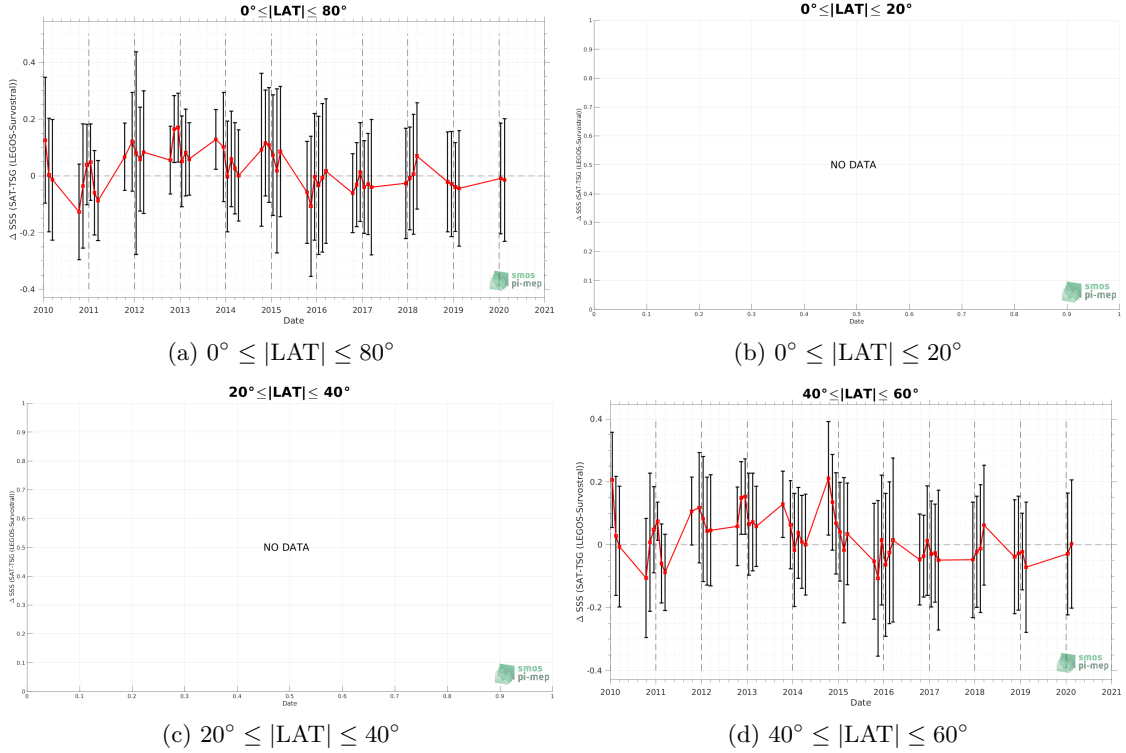 0°≤|LAT|≤ 80°
Δ SSS (SAT-TSG (LEGOS-Survostral))
0.4
0.2
0
-0.2
-0.4
2010 2011 2012 2013 2014 2015 2016 2017 2018 2019 2020 2021
Date
smos
pi-mep
(a) 0° ≤ |LAT| ≤ 80°
0°≤|LAT|≤ 20°
Δ SSS (SAT-TSG (LEGOS-Survostral))
1
0.9
0.8
0.7
0.6
0.5
0.4
0.3
0.2
0.1
0
NO DATA
0 0.1 0.2 0.3 0.4 0.5 0.6 0.7 0.8 0.9 1
Date
smos
pi-mep
(b) 0° ≤ |LAT| ≤ 20°
20°≤|LAT|≤ 40°
Δ SSS (SAT-TSG (LEGOS-Survostral))
1
0.9
0.8
0.7
0.6
0.5
0.4
0.3
0.2
0.1
0
NO DATA
0 0.1 0.2 0.3 0.4 0.5 0.6 0.7 0.8 0.9 1
Date
smos
pi-mep
(c) 20° ≤ |LAT| ≤ 40°
40°≤|LAT|≤ 60°
Δ SSS (SAT-TSG (LEGOS-Survostral))
0.4
0.2
0
-0.2
-0.4
2010 2011 2012 2013 2014 2015 2016 2017 2018 2019 2020 2021
Date
smos
pi-mep
(d) 40° ≤ |LAT| ≤ 60°